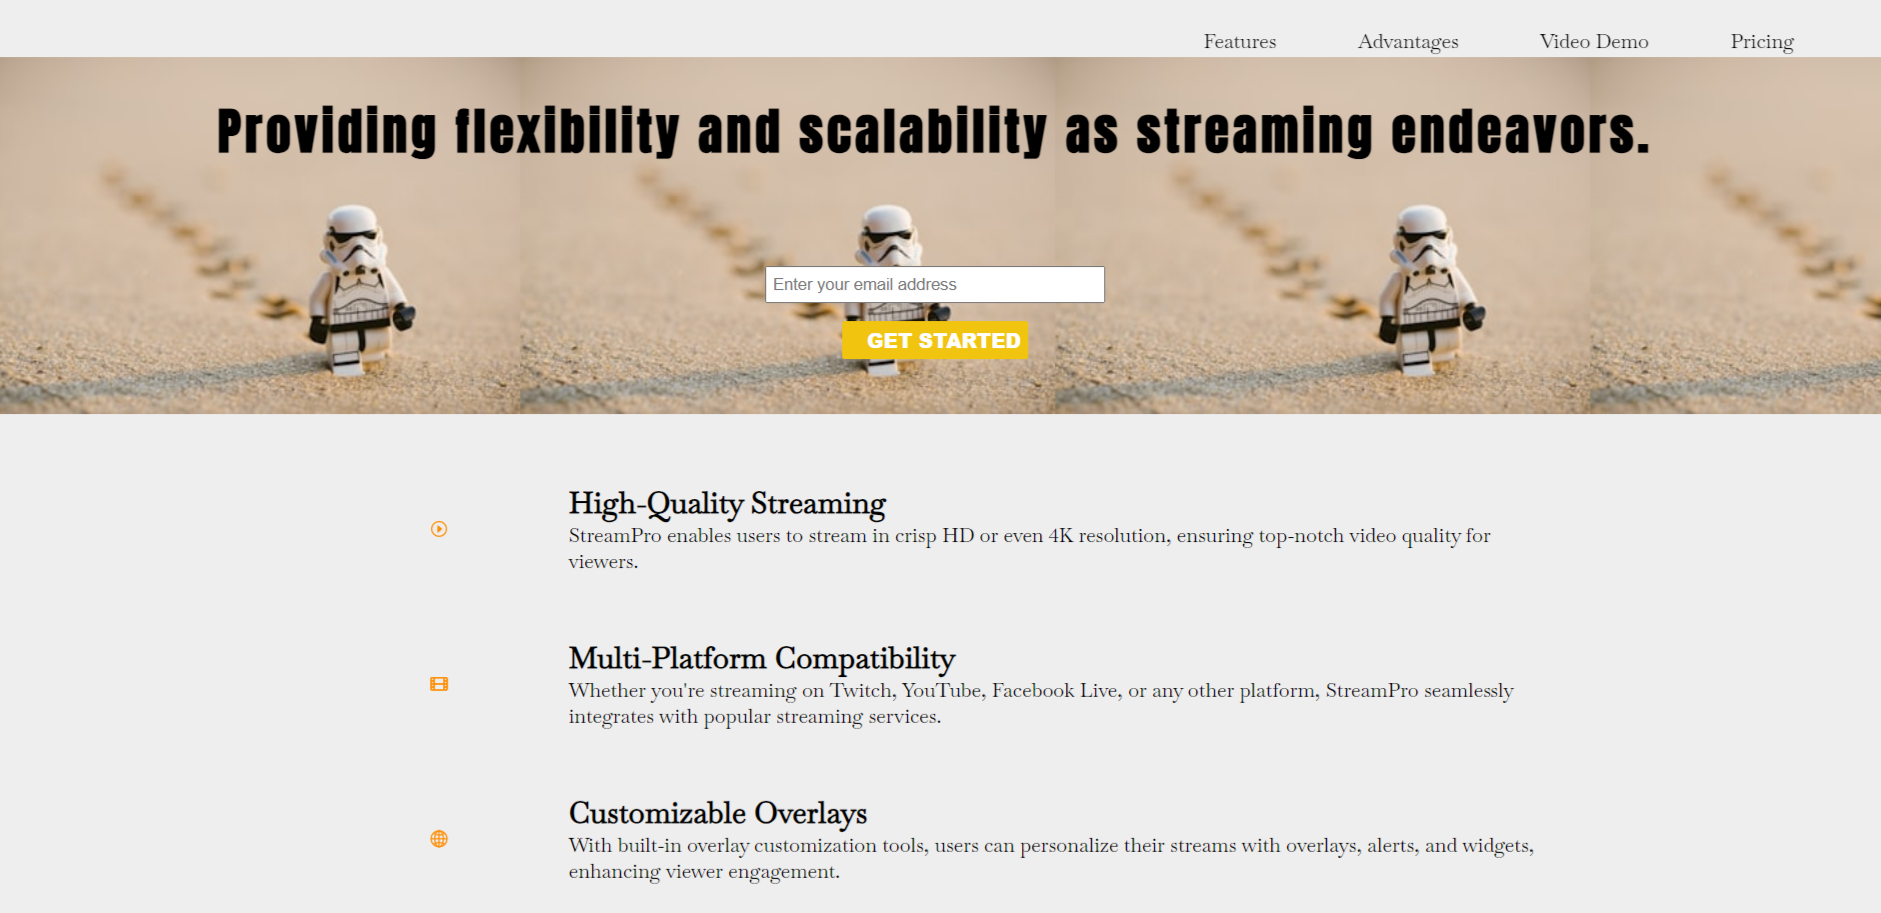 Features Advantages Video Demo Pricing
Providing flexibility and scalability as streaming endeavors.
Enter your email address
GET STARTED
High-Quality Streaming
StreamPro enables users to stream in crisp HD or even 4K resolution, ensuring top-notch video quality for
viewers.
Multi-Platform Compatibility
Whether you're streaming on Twitch, YouTube, Facebook Live, or any other platform, StreamPro seamlessly
integrates with popular streaming services.
Customizable Overlays
With built-in overlay customization tools, users can personalize their streams with overlays, alerts, and widgets,
enhancing viewer engagement.